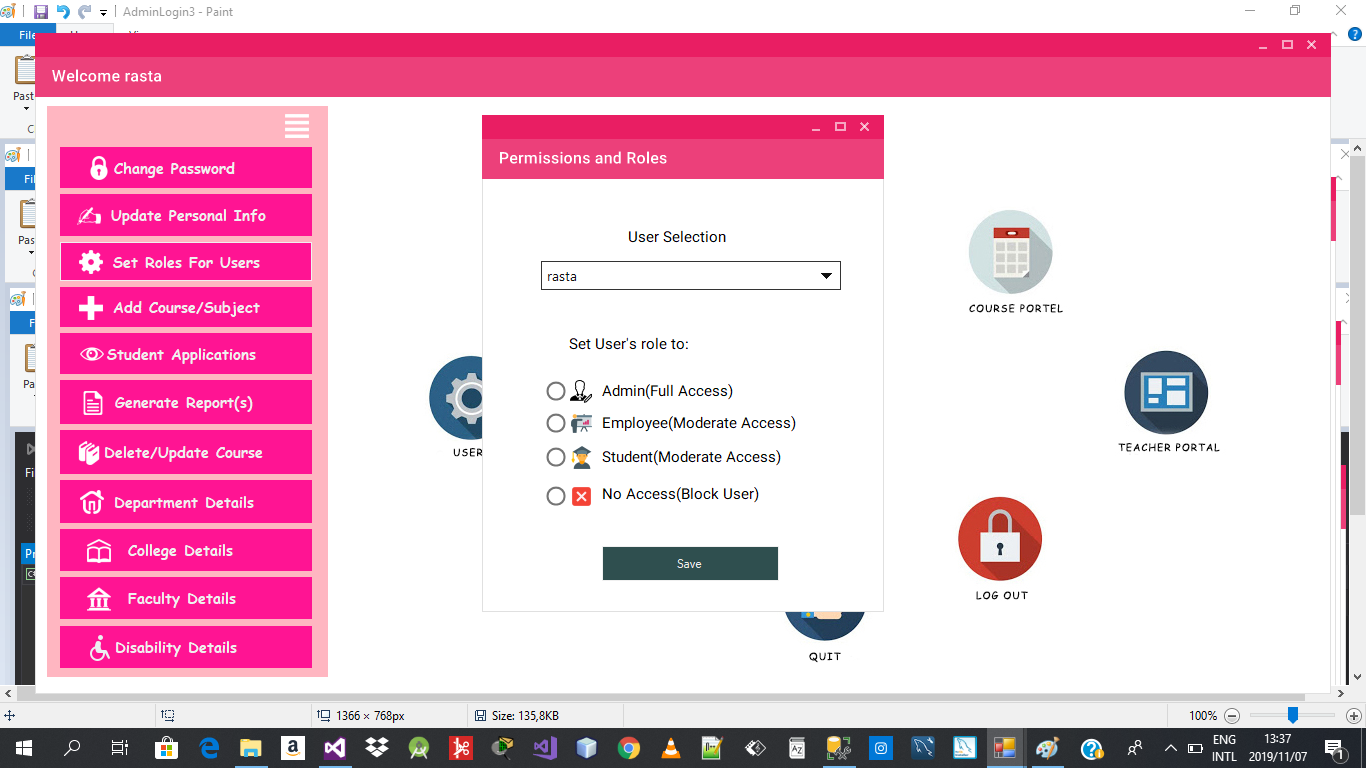 AdminLogin3 - Paint
File
Welcome rasta
Past
Change Password
Update Personal Info
Set Roles For Users
Add Course/Subject
Student Applications
Generate Report(s)
Delete/Update Course
Department Details
College Details
Faculty Details
Disability Details
Permissions and Roles
User Selection
rasta
Set User's role to:
Admin(Full Access)
Employee(Moderate Access)
Student(Moderate Access)
No Access(Block User)
Save
COURSE PORTEL
TEACHER PORTAL
USER
LOG OUT
QUIT
1366 × 768px
Size: 135,8KB
100%
ENG
INTL
13:37
2019/11/07
1